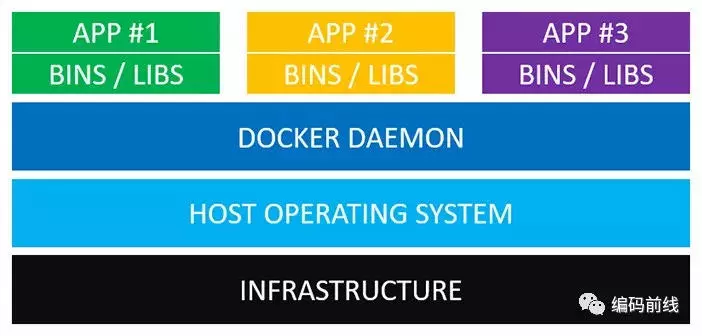 APP #1
APP #2
APP #3
BINS / LIBS
BINS / LIBS
BINS / LIBS
DOCKER DAEMON
HOST OPERATING SYSTEM
INFRASTRUCTURE
编码前线